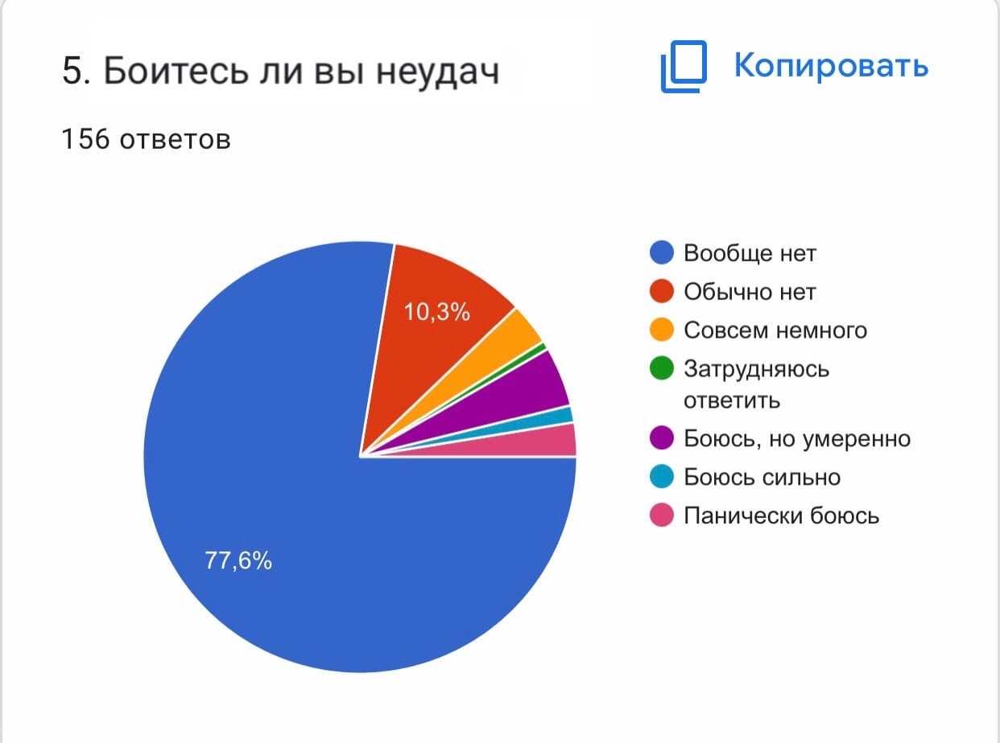 5. Боитесь ли вы неудач
Копировать
156 ответов
10,3%
77,6%
Вообще нет
Обычно нет
Совсем немного
Затрудняюсь
ответить
Боюсь, но умеренно
Боюсь сильно
Панически боюсь